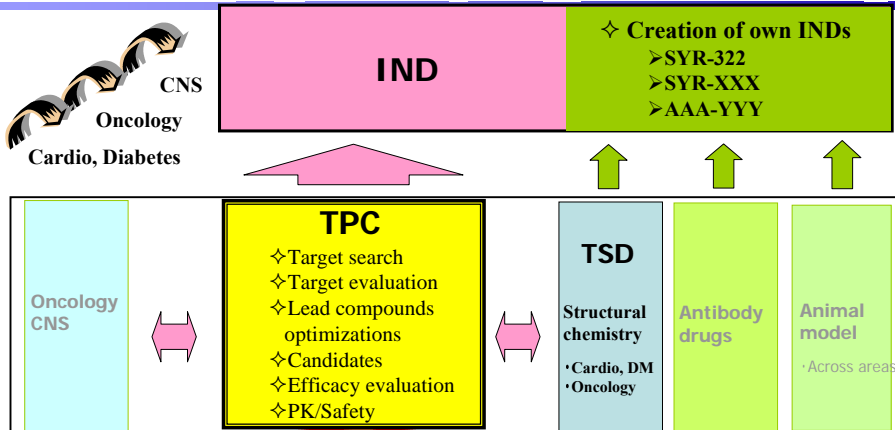 CNS
Oncology
Cardio, Diabetes
IND
✧ Creation of own INDs
➢SYR-322
➢SYR-XXX
➢AAA-YYY
Oncology
CNS
TPC
✧Target search
✧Target evaluation
✧Lead compounds
optimizations
✧Candidates
✧Efficacy evaluation
✧PK/Safety
TSD
Structural
chemistry
・Cardio, DM
・Oncology
Antibody
drugs
Animal
model
・Across areas